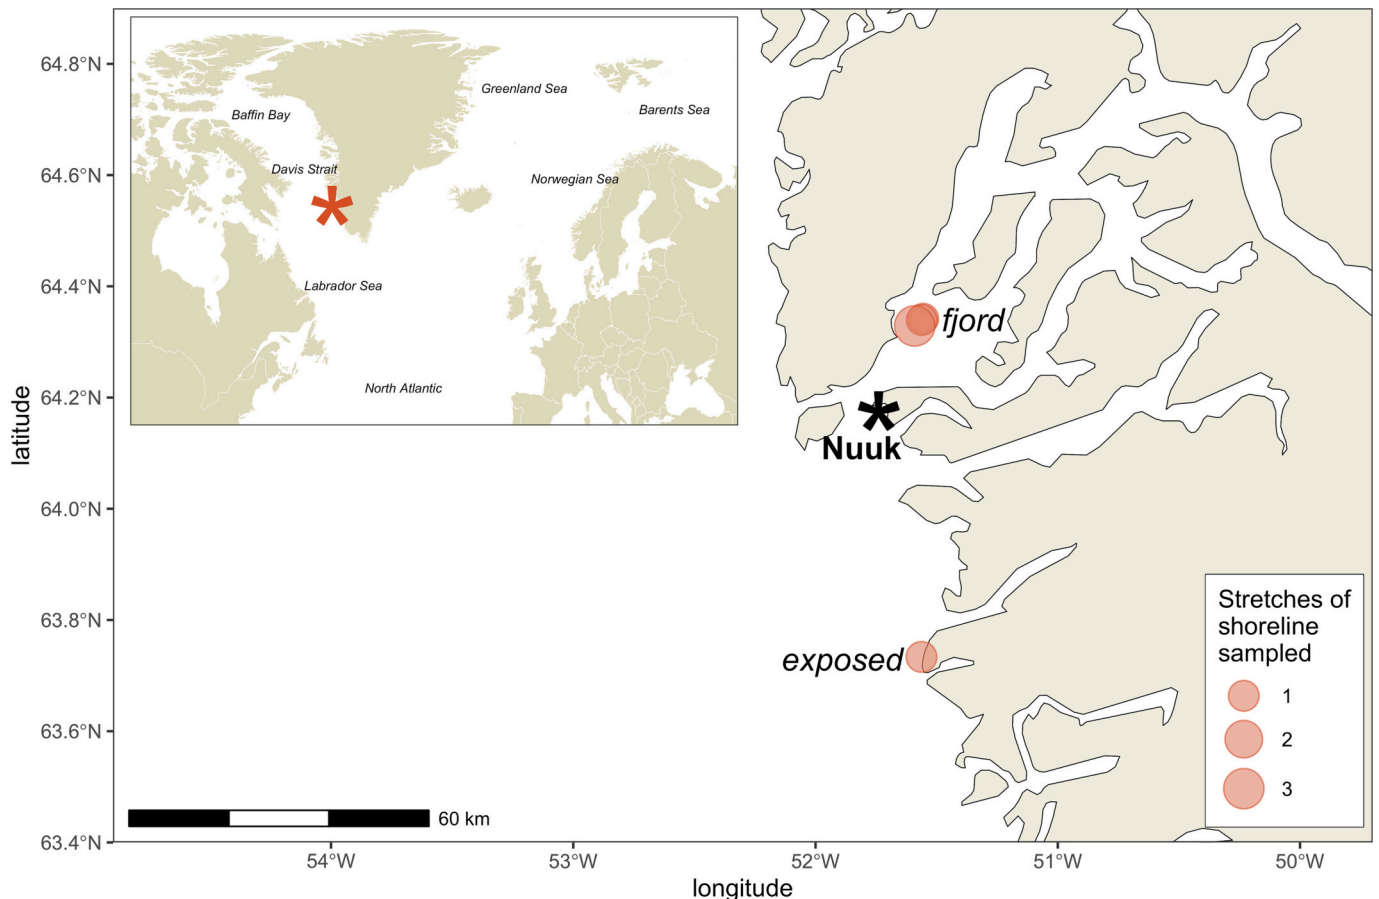 64.8°N
64.6°N
64.4°N
64.2°N
64.0°N
63.8°N
63.6°N
63.4°N
latitude
Greenland Sea
Barents Sea
Baffin Bay
Davis Strait
Norwegian Sea
Labrador Sea
North Atlantic
fjord
Nuuk
exposed
Stretches of
shoreline
sampled
1
2
3
60 km
54°W
53°W
52°W
51°W
50°W
longitude